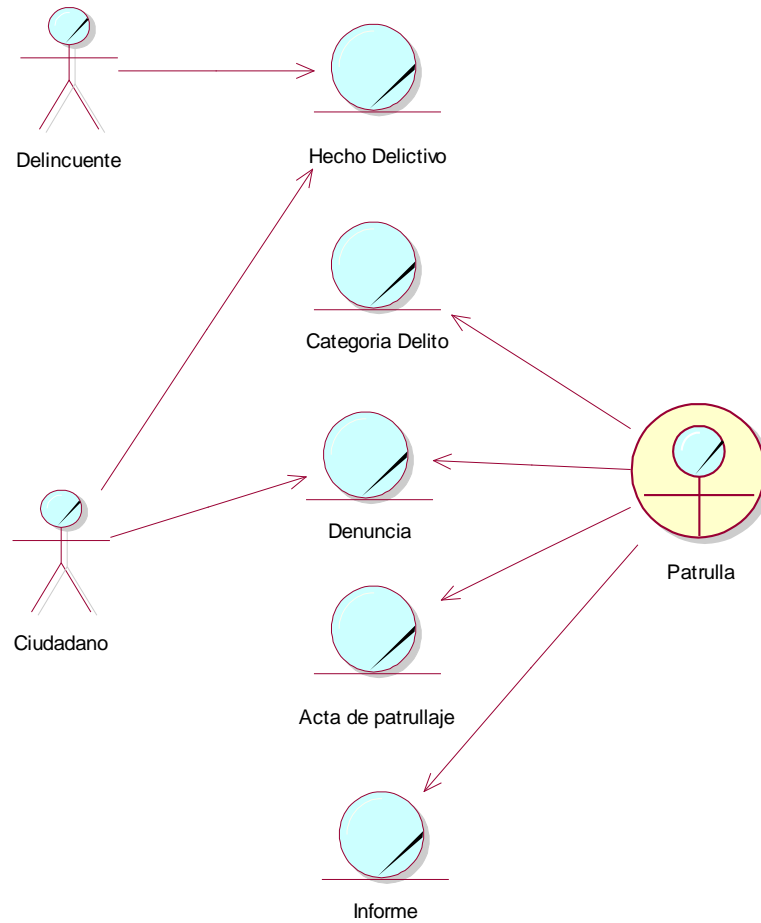 Delincuente
Hecho Delictivo
Categoria Delito
Denuncia
Patrulla
Ciudadano
Acta de patrullaje
Informe